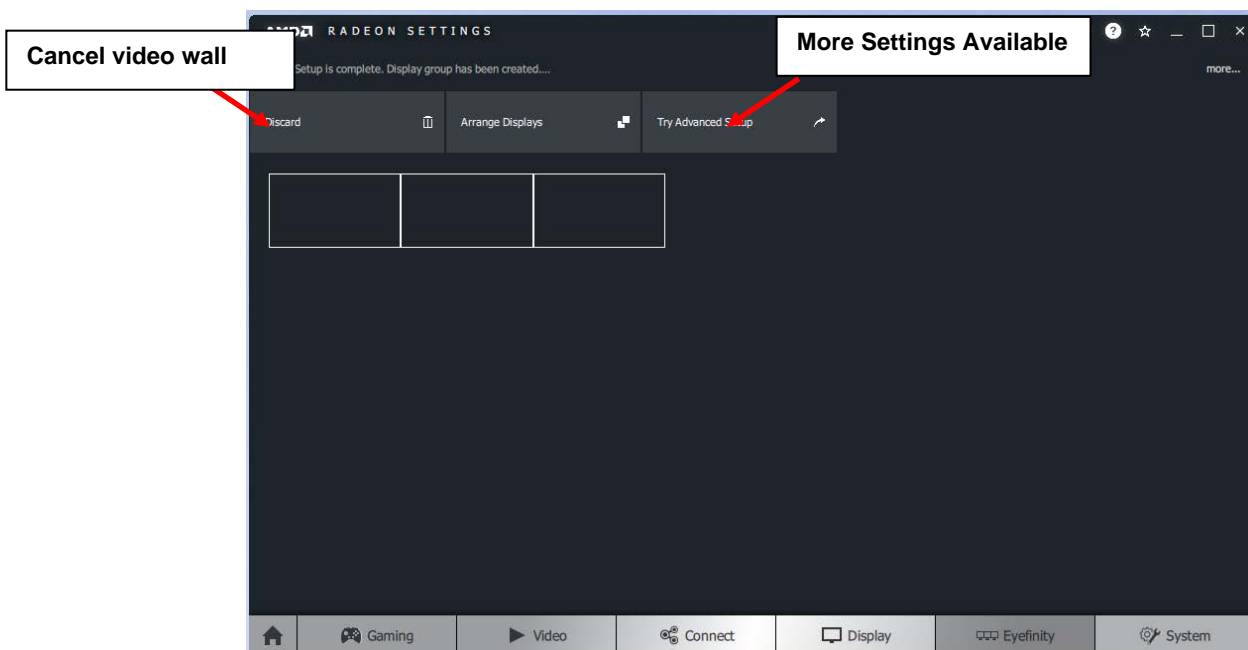 RADEON SETTINGS
Cancel video wall
More Settings Available
Setup is complete. Display group has been created....
more...
Discard
Arrange Displays
Try Advanced Setup
Gaming
Video
Connect
Display
Eyefinity
System